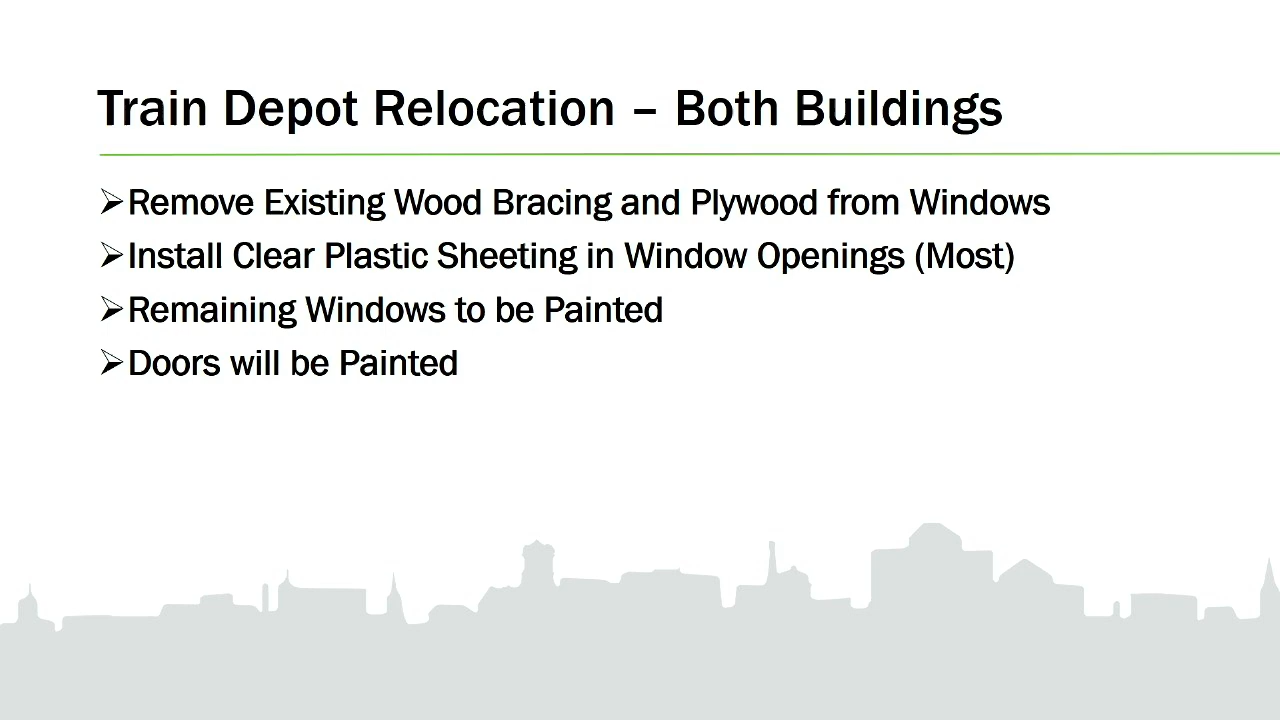 Train Depot Relocation – Both Buildings
➢Remove Existing Wood Bracing and Plywood from Windows
➢Install Clear Plastic Sheeting in Window Openings (Most)
➢Remaining Windows to be Painted
➢Doors will be Painted